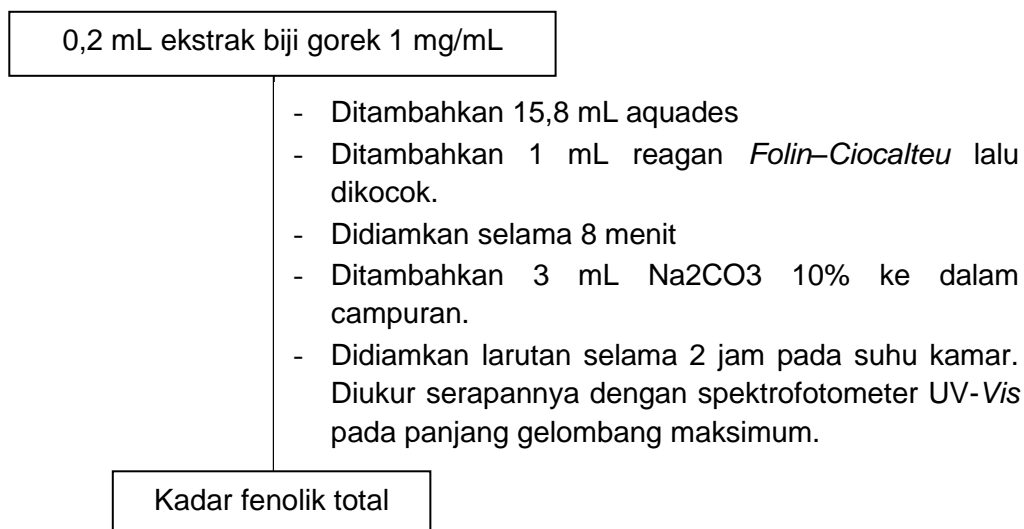 0,2 mL ekstrak biji gorek 1 mg/mL
- Ditambahkan 15,8 mL aquades
- Ditambahkan 1 mL reagan Folin–Ciocalteu lalu
dikocok.
- Didiamkan selama 8 menit
- Ditambahkan 3 mL Na2CO3 10% ke dalam
campuran.
- Didiamkan larutan selama 2 jam pada suhu kamar.
Diukur serapannya dengan spektrofotometer UV-Vis
pada panjang gelombang maksimum.
Kadar fenolik total